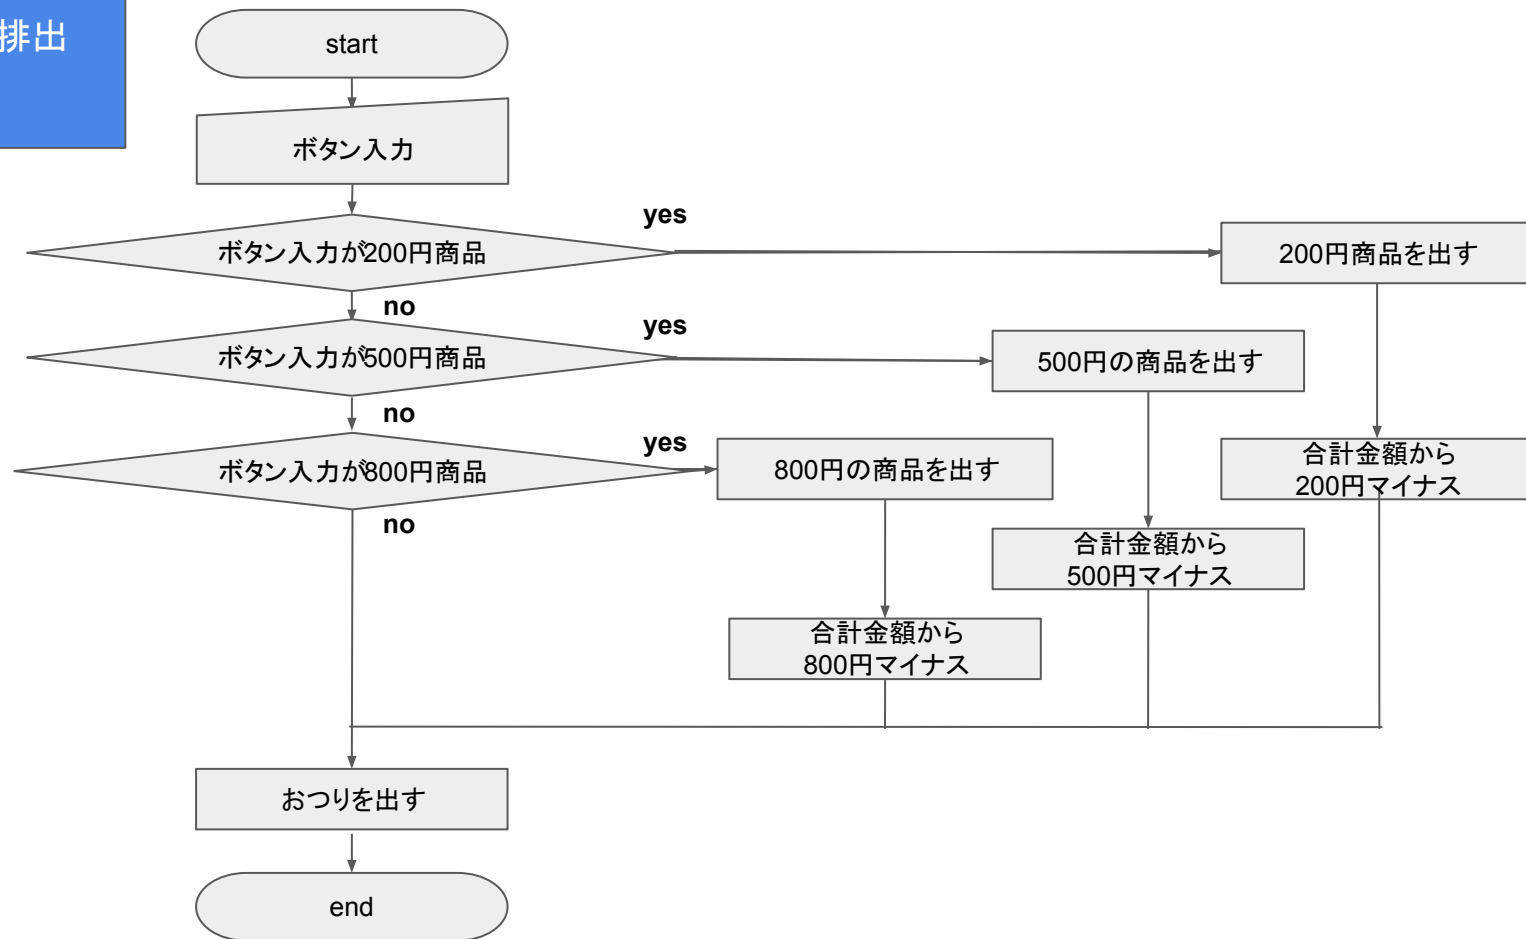 排出
start
ボタン入力
yes
ボタン入力が200円商品
200円商品を出す
no
yes
ボタン入力が500円商品
500円の商品を出す
no
yes
ボタン入力が800円商品
800円の商品を出す
合計金額から
200円マイナス
no
合計金額から
500円マイナス
合計金額から
800円マイナス
おつりを出す
end